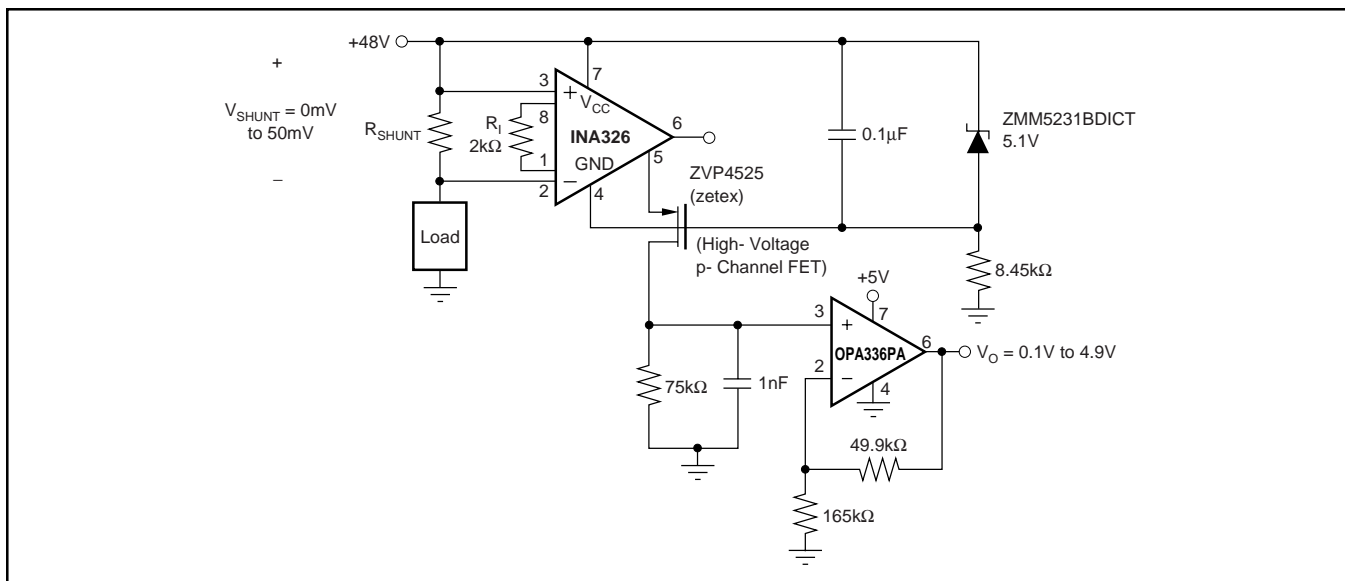 +48V
+
V_SHUNT = 0mV
to 50mV
−
R_SHUNT
3
8
1
2
R_I
2kΩ
+
V_CC
7
INA326
GND
−
4
5
6
ZVP4525
(zetex)
(High- Voltage
p- Channel FET)
0.1μF
ZMM5231BDICT
5.1V
8.45kΩ
Load
+5V
3
2
+
−
7
OPA336PA
4
6
V_O = 0.1V to 4.9V
75kΩ
1nF
49.9kΩ
165kΩ